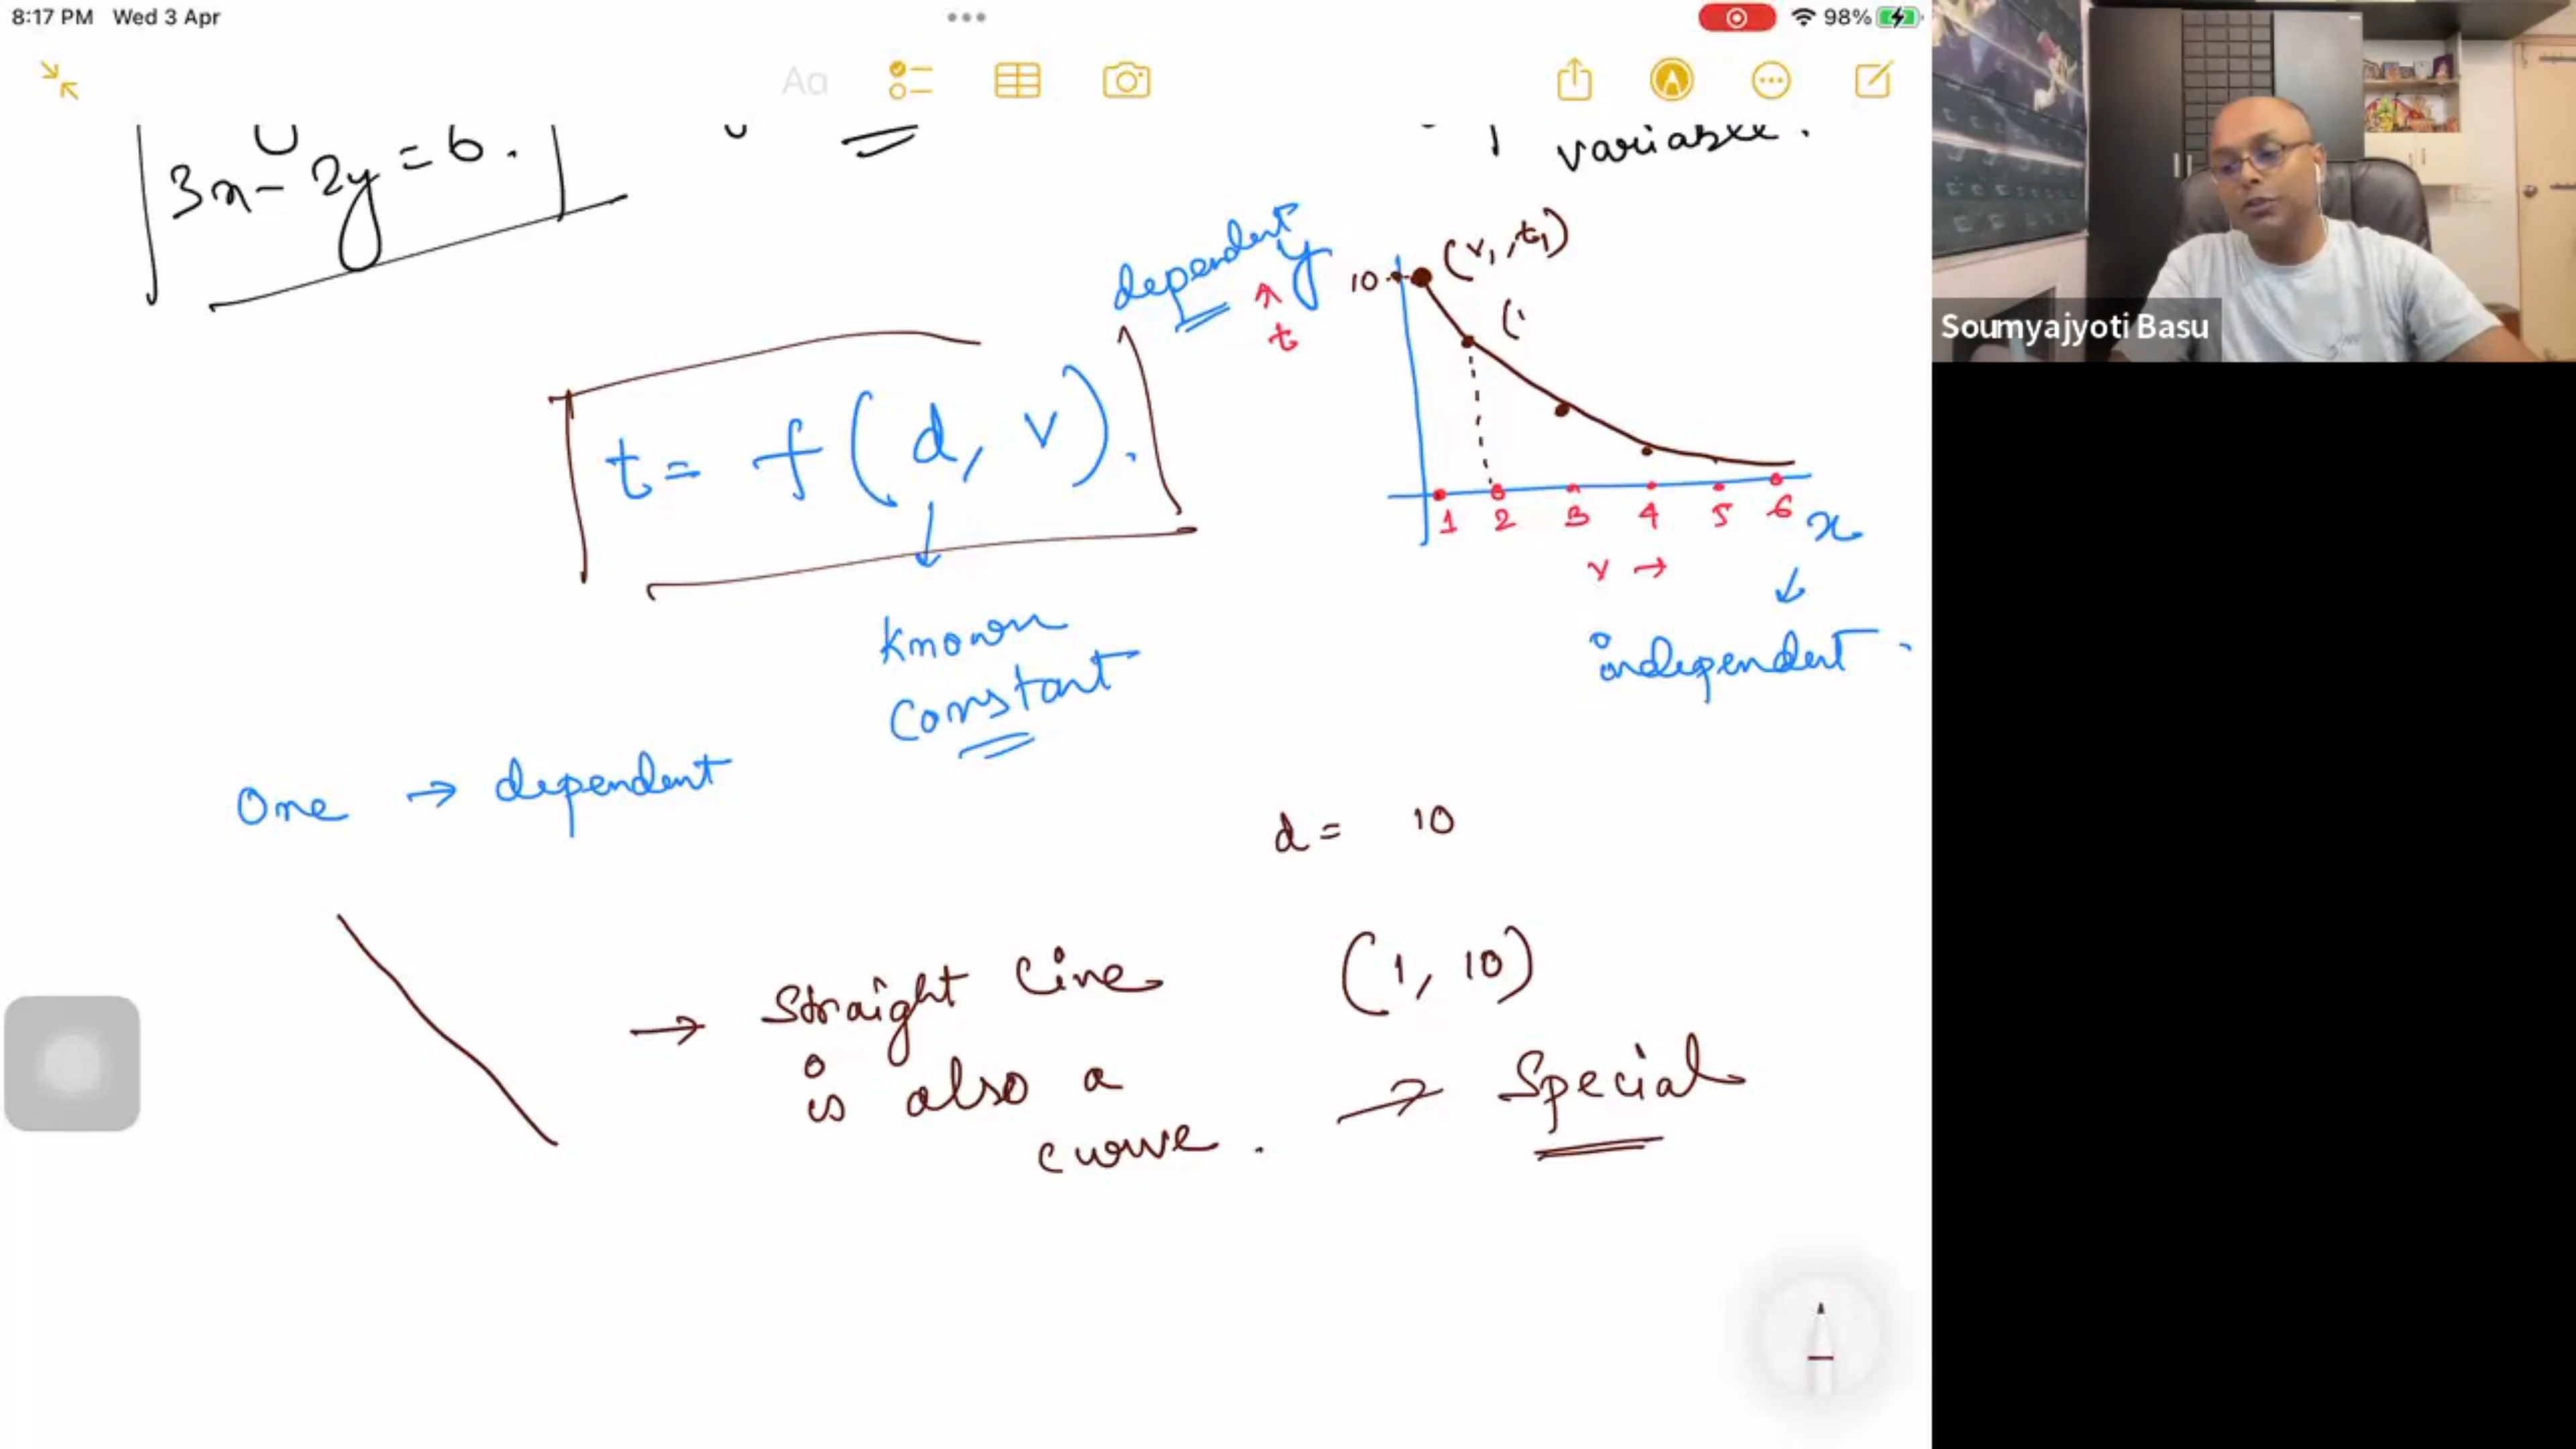 8:17 PM Wed 3 Apr
98%
Aa
3x - 2y = 6.
variable.
Soumyajyoti Basu
dependent y
t
10
(v₁, t₁)
(
t = f(d, v).
1 2 3 4 5 6 x
v →
known
constant
independent.
One → dependent
d = 10
→ Straight line
is also a
curve.
(1, 10)
→ Special